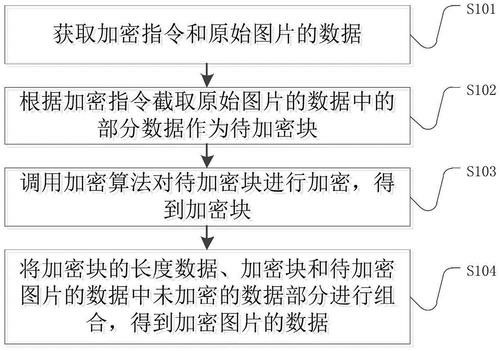 获取加密指令和原始图片的数据
S101
根据加密指令截取原始图片的数据中的
部分数据作为待加密块
S102
调用加密算法对待加密块进行加密，得
到加密块
S103
将加密块的长度数据、加密块和待加密
图片的数据中未加密的数据部分进行组
合，得到加密图片的数据
S104